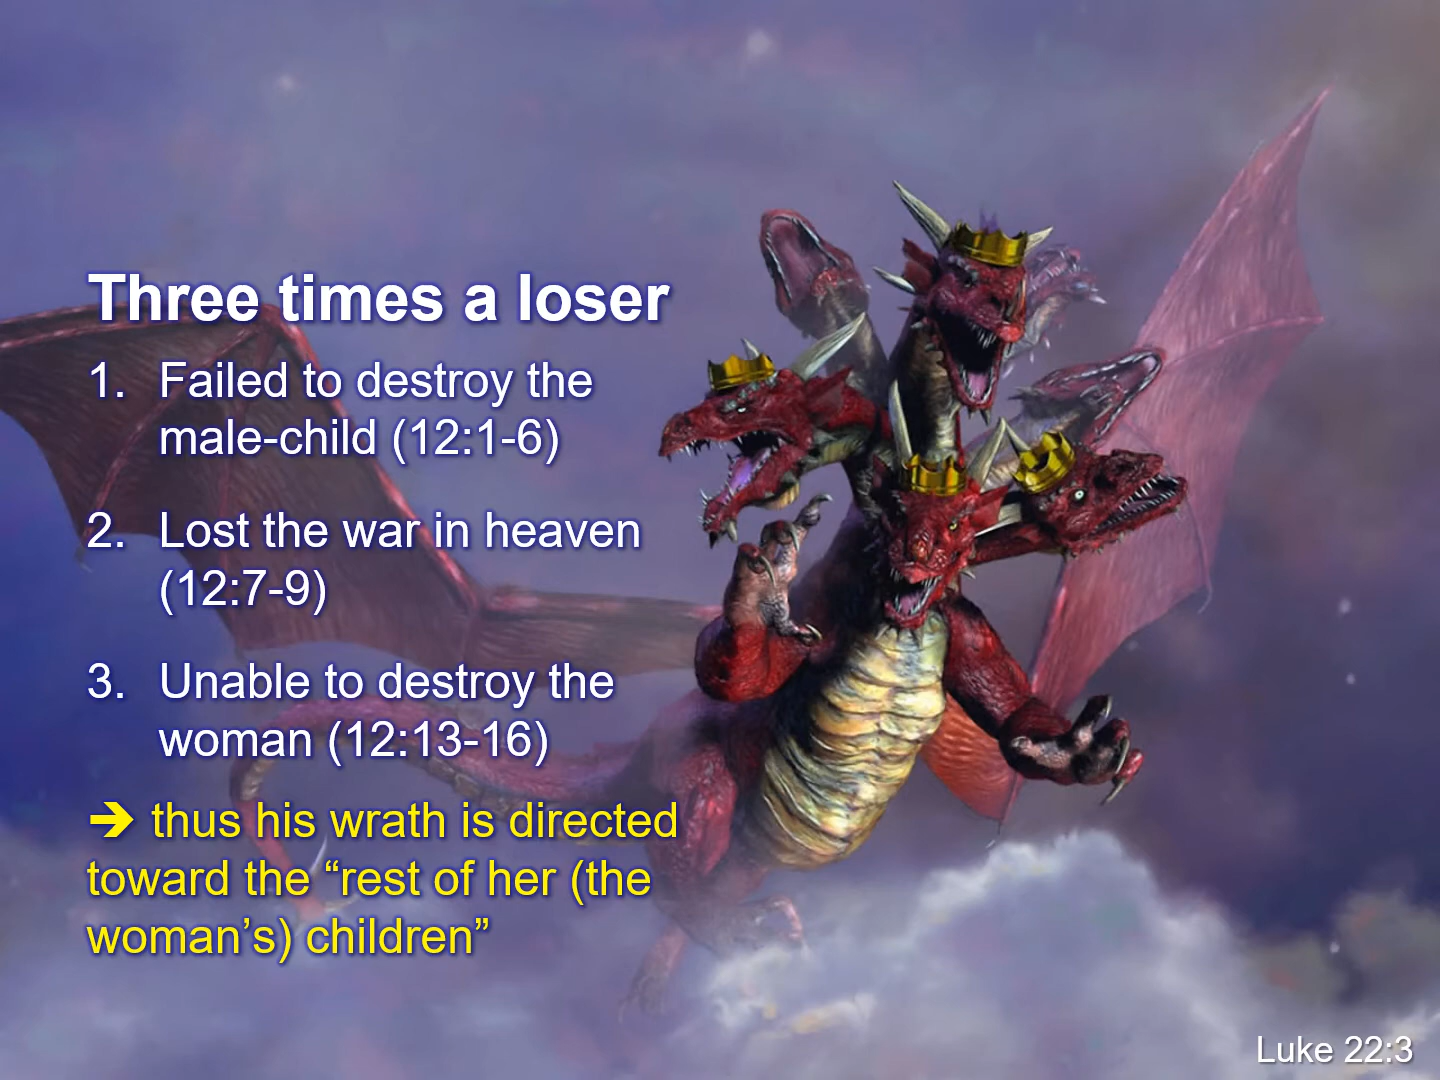 Three times a loser
1. Failed to destroy the
male-child (12:1-6)
2. Lost the war in heaven
(12:7-9)
3. Unable to destroy the
woman (12:13-16)
➔ thus his wrath is directed
toward the “rest of her (the
woman’s) children”
Luke 22:3